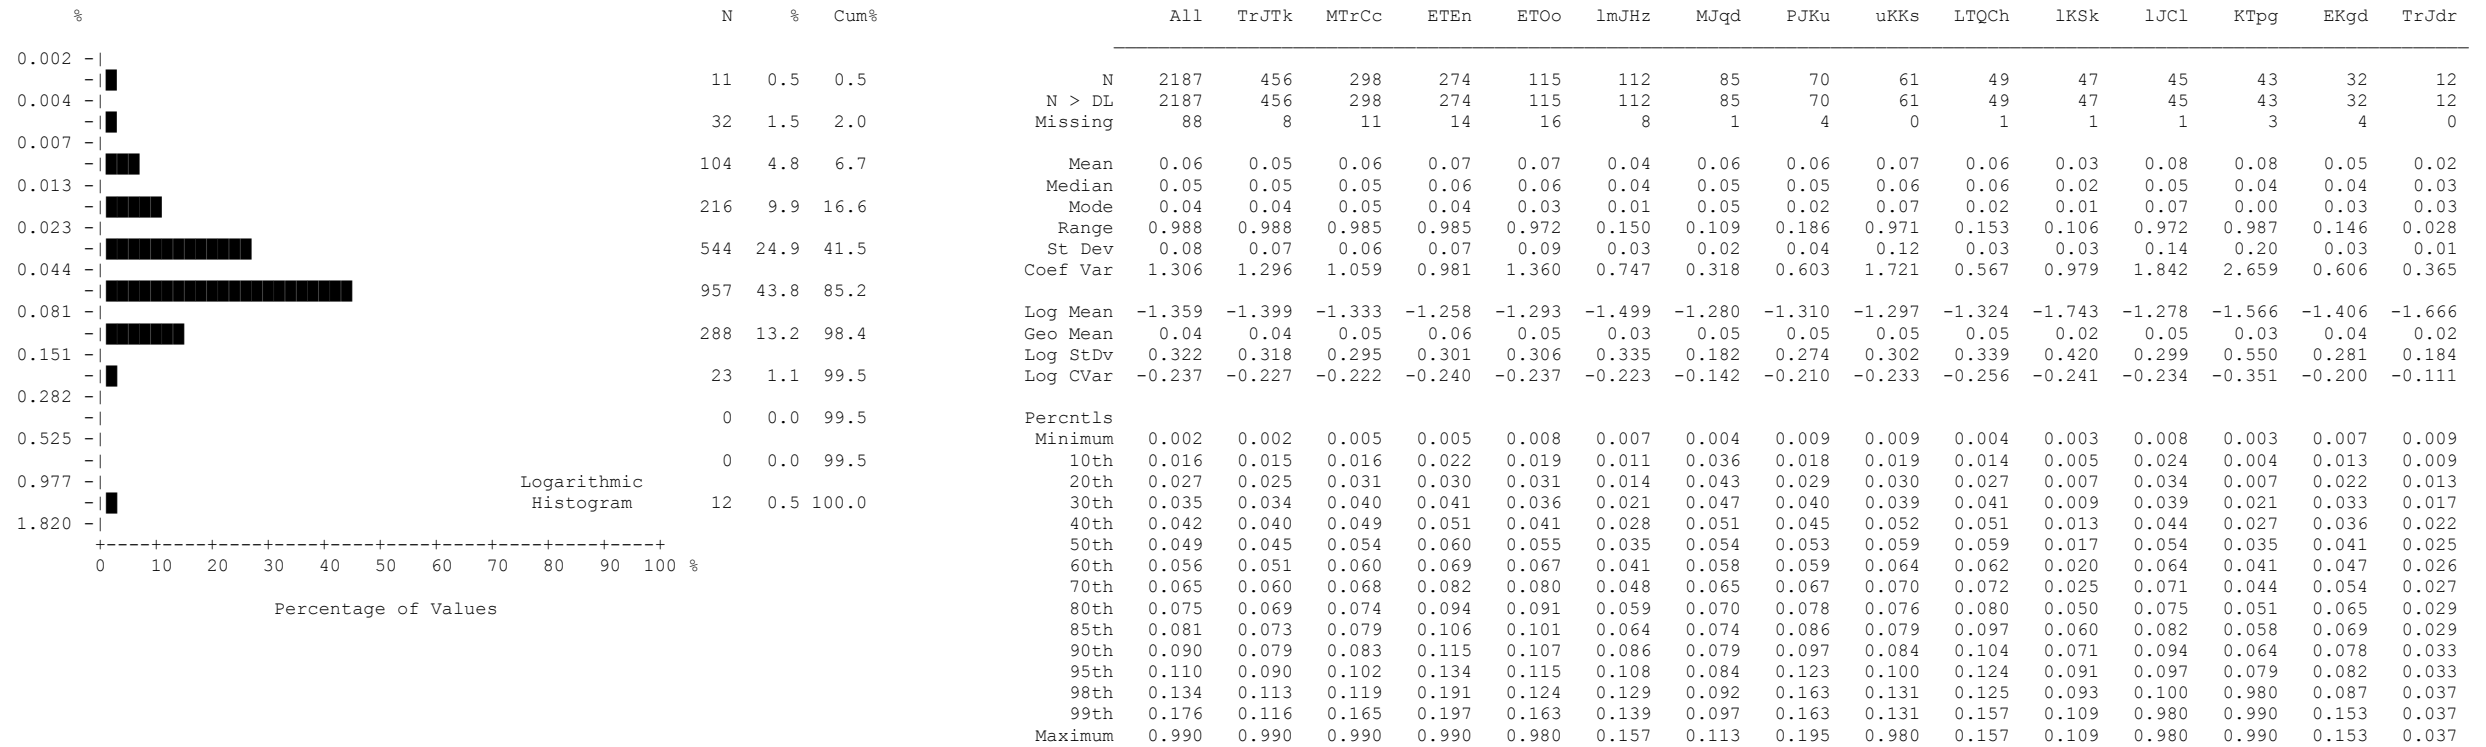 % N % Cum% All TrJTk MTrCc ETEn ETOo lmJHz MJqd PJKu uKKs LTQCh lKSk lJCl KTpg EKgd TrJdr
0.002 -|
-| 11 0.5 0.5 N 2187 456 298 274 115 112 85 70 61 49 47 45 43 32 12
0.004 -| N > DL 2187 456 298 274 115 112 85 70 61 49 47 45 43 32 12
-| 32 1.5 2.0 Missing 88 8 11 14 16 8 1 4 0 1 1 1 3 4 0
0.007 -|
-| 104 4.8 6.7 Mean 0.06 0.05 0.06 0.07 0.07 0.04 0.06 0.06 0.07 0.06 0.03 0.08 0.08 0.05 0.02
0.013 -| Median 0.05 0.05 0.05 0.06 0.06 0.04 0.05 0.05 0.06 0.06 0.02 0.05 0.04 0.04 0.03
-| 216 9.9 16.6 Mode 0.04 0.04 0.05 0.04 0.03 0.01 0.05 0.02 0.07 0.02 0.01 0.07 0.00 0.03 0.03
0.023 -| Range 0.988 0.988 0.985 0.985 0.972 0.150 0.109 0.186 0.971 0.153 0.106 0.972 0.987 0.146 0.028
-| 544 24.9 41.5 St Dev 0.08 0.07 0.06 0.07 0.09 0.03 0.02 0.04 0.12 0.03 0.03 0.14 0.20 0.03 0.01
0.044 -| Coef Var 1.306 1.296 1.059 0.981 1.360 0.747 0.318 0.603 1.721 0.567 0.979 1.842 2.659 0.606 0.365
-| 957 43.8 85.2
0.081 -| Log Mean -1.359 -1.399 -1.333 -1.258 -1.293 -1.499 -1.280 -1.310 -1.297 -1.324 -1.743 -1.278 -1.566 -1.406 -1.666
-| 288 13.2 98.4 Geo Mean 0.04 0.04 0.05 0.06 0.05 0.03 0.05 0.05 0.05 0.05 0.02 0.05 0.03 0.04 0.02
0.151 -| Log StDv 0.322 0.318 0.295 0.301 0.306 0.335 0.182 0.274 0.302 0.339 0.420 0.299 0.550 0.281 0.184
-| 23 1.1 99.5 Log CVar -0.237 -0.227 -0.222 -0.240 -0.237 -0.223 -0.142 -0.210 -0.233 -0.256 -0.241 -0.234 -0.351 -0.200 -0.111
0.282 -|
-| 0 0.0 99.5 Percntls
0.525 -| Minimum 0.002 0.002 0.005 0.005 0.008 0.007 0.004 0.009 0.009 0.004 0.003 0.008 0.003 0.007 0.009
-| 0 0.0 99.5 10th 0.016 0.015 0.016 0.022 0.019 0.011 0.036 0.018 0.019 0.014 0.005 0.024 0.004 0.013 0.009
0.977 -| Logarithmic 20th 0.027 0.025 0.031 0.030 0.031 0.014 0.043 0.029 0.030 0.027 0.007 0.034 0.007 0.022 0.013
-| Histogram 12 0.5 100.0 30th 0.035 0.034 0.040 0.041 0.036 0.021 0.047 0.040 0.039 0.041 0.009 0.039 0.021 0.033 0.017
1.820 -| 40th 0.042 0.040 0.049 0.051 0.041 0.028 0.051 0.045 0.052 0.051 0.013 0.044 0.027 0.036 0.022
+----+----+----+----+----+----+----+----+----+----+ 50th 0.049 0.045 0.054 0.060 0.055 0.035 0.054 0.053 0.059 0.059 0.017 0.054 0.035 0.041 0.025
0 10 20 30 40 50 60 70 80 90 100 % 60th 0.056 0.051 0.060 0.069 0.067 0.041 0.058 0.059 0.064 0.062 0.020 0.064 0.041 0.047 0.026
70th 0.065 0.060 0.068 0.082 0.080 0.048 0.065 0.067 0.070 0.072 0.025 0.071 0.044 0.054 0.027
Percentage of Values 80th 0.075 0.069 0.074 0.094 0.091 0.059 0.070 0.078 0.076 0.080 0.050 0.075 0.051 0.065 0.029
85th 0.081 0.073 0.079 0.106 0.101 0.064 0.074 0.086 0.079 0.097 0.060 0.082 0.058 0.069 0.029
90th 0.090 0.079 0.083 0.115 0.107 0.086 0.079 0.097 0.084 0.104 0.071 0.094 0.064 0.078 0.033
95th 0.110 0.090 0.102 0.134 0.115 0.108 0.084 0.123 0.100 0.124 0.091 0.097 0.079 0.082 0.033
98th 0.134 0.113 0.119 0.191 0.124 0.129 0.092 0.163 0.131 0.125 0.093 0.100 0.980 0.087 0.037
99th 0.176 0.116 0.165 0.197 0.163 0.139 0.097 0.163 0.131 0.157 0.109 0.980 0.990 0.153 0.037
Maximum 0.990 0.990 0.990 0.990 0.980 0.157 0.113 0.195 0.980 0.157 0.109 0.980 0.990 0.153 0.037